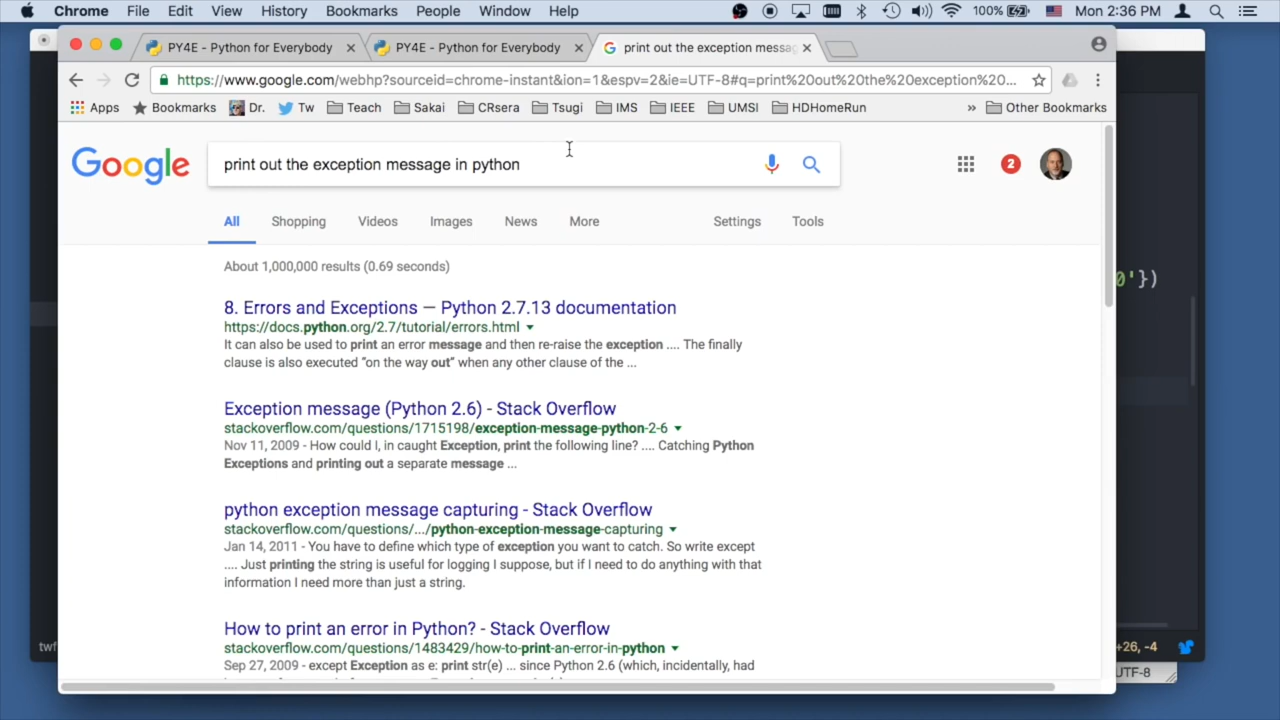 Chrome File Edit View History Bookmarks People Window Help 100% Mon 2:36 PM
PY4E - Python for Everybody
PY4E - Python for Everybody
print out the exception messag
https://www.google.com/webhp?sourceid=chrome-instant&ion=1&espv=2&ie=UTF-8#q=print%20out%20the%20exception%20...
Apps Bookmarks Dr. Tw Teach Sakai CRsera Tsugi IMS IEEE UMSI HDHomeRun » Other Bookmarks
Google
print out the exception message in python
2
All Shopping Videos Images News More Settings Tools
About 1,000,000 results (0.69 seconds)
0'})
8. Errors and Exceptions — Python 2.7.13 documentation
https://docs.python.org/2.7/tutorial/errors.html
It can also be used to print an error message and then re-raise the exception .... The finally
clause is also executed “on the way out” when any other clause of the ...
Exception message (Python 2.6) - Stack Overflow
stackoverflow.com/questions/1715198/exception-message-python-2-6
Nov 11, 2009 - How could I, in caught Exception, print the following line? .... Catching Python
Exceptions and printing out a separate message ...
python exception message capturing - Stack Overflow
stackoverflow.com/questions/.../python-exception-message-capturing
Jan 14, 2011 - You have to define which type of exception you want to catch. So write except
.... Just printing the string is useful for logging I suppose, but if I need to do anything with that
information I need more than just a string.
How to print an error in Python? - Stack Overflow
stackoverflow.com/questions/1483429/how-to-print-an-error-in-python
Sep 27, 2009 - except Exception as e: print str(e) ... since Python 2.6 (which, incidentally, had
twf
+26, -4
UTF-8